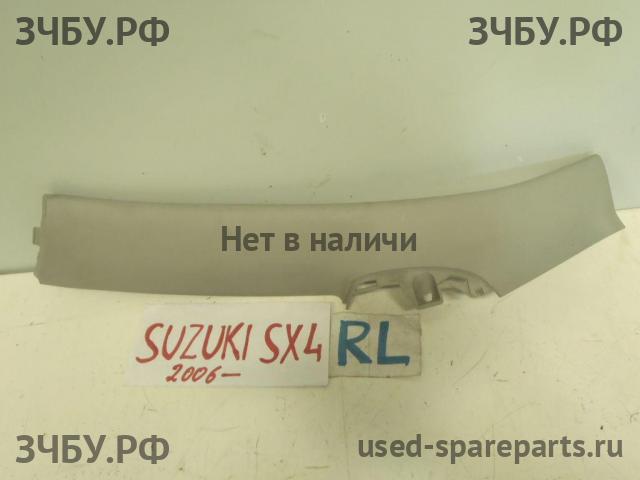 ЗЧБУ.РФ
ЗЧБУ.РФ
Нет в наличи
SUZUKI SX4
2006-
RL
ЗЧБУ.РФ
used-spareparts.ru